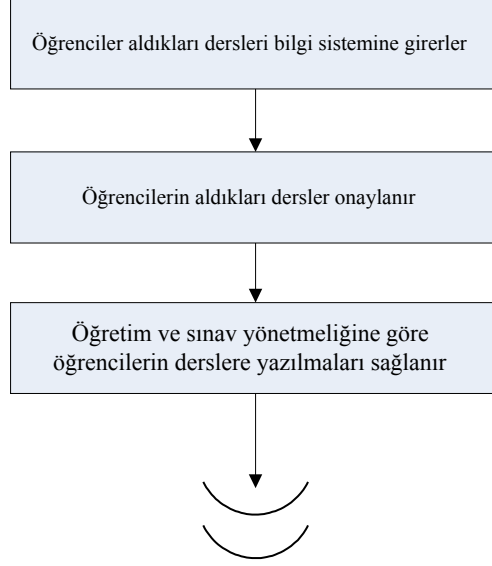 Öğrenciler aldıkları dersleri bilgi sistemine girerler
Öğrencilerin aldıkları dersler onaylanır
Öğretim ve sınav yönetmeliğine göre
öğrencilerin derslere yazılmaları sağlanır